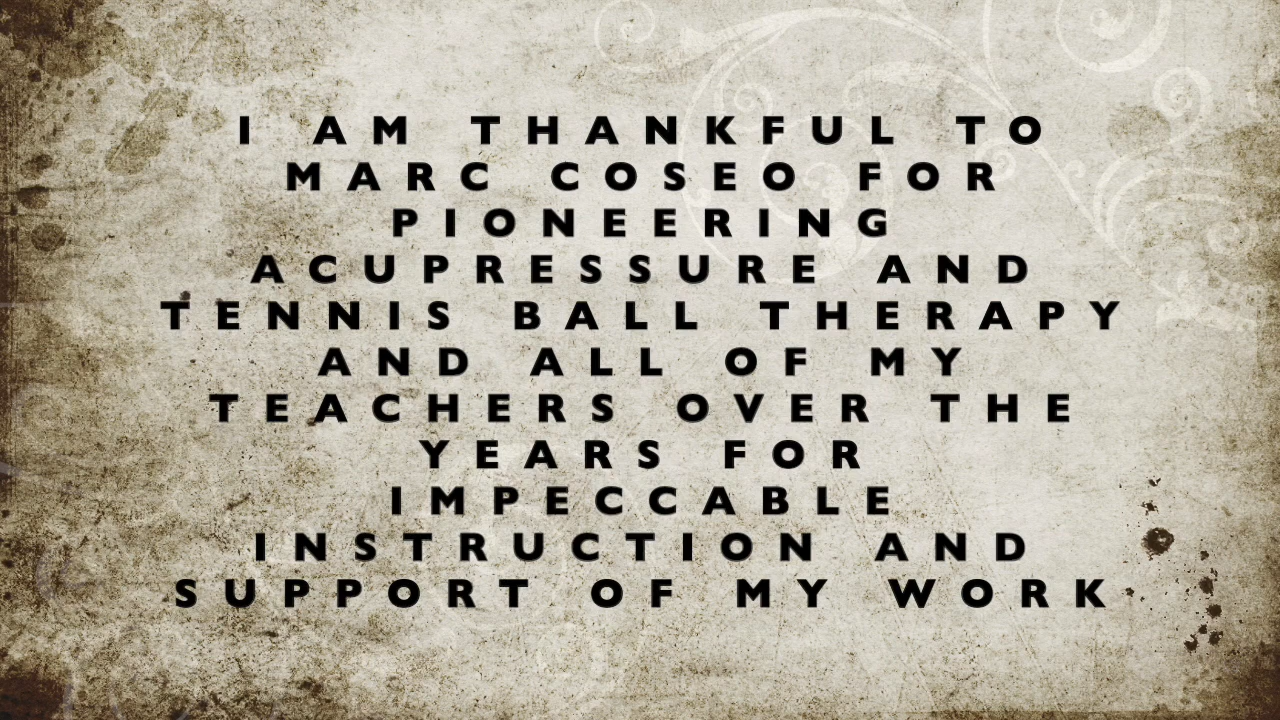 I AM THANKFUL TO
MARC COSEO FOR
PIONEERING
ACUPRESSURE AND
TENNIS BALL THERAPY
AND ALL OF MY
TEACHERS OVER THE
YEARS FOR
IMPECCABLE
INSTRUCTION AND
SUPPORT OF MY WORK